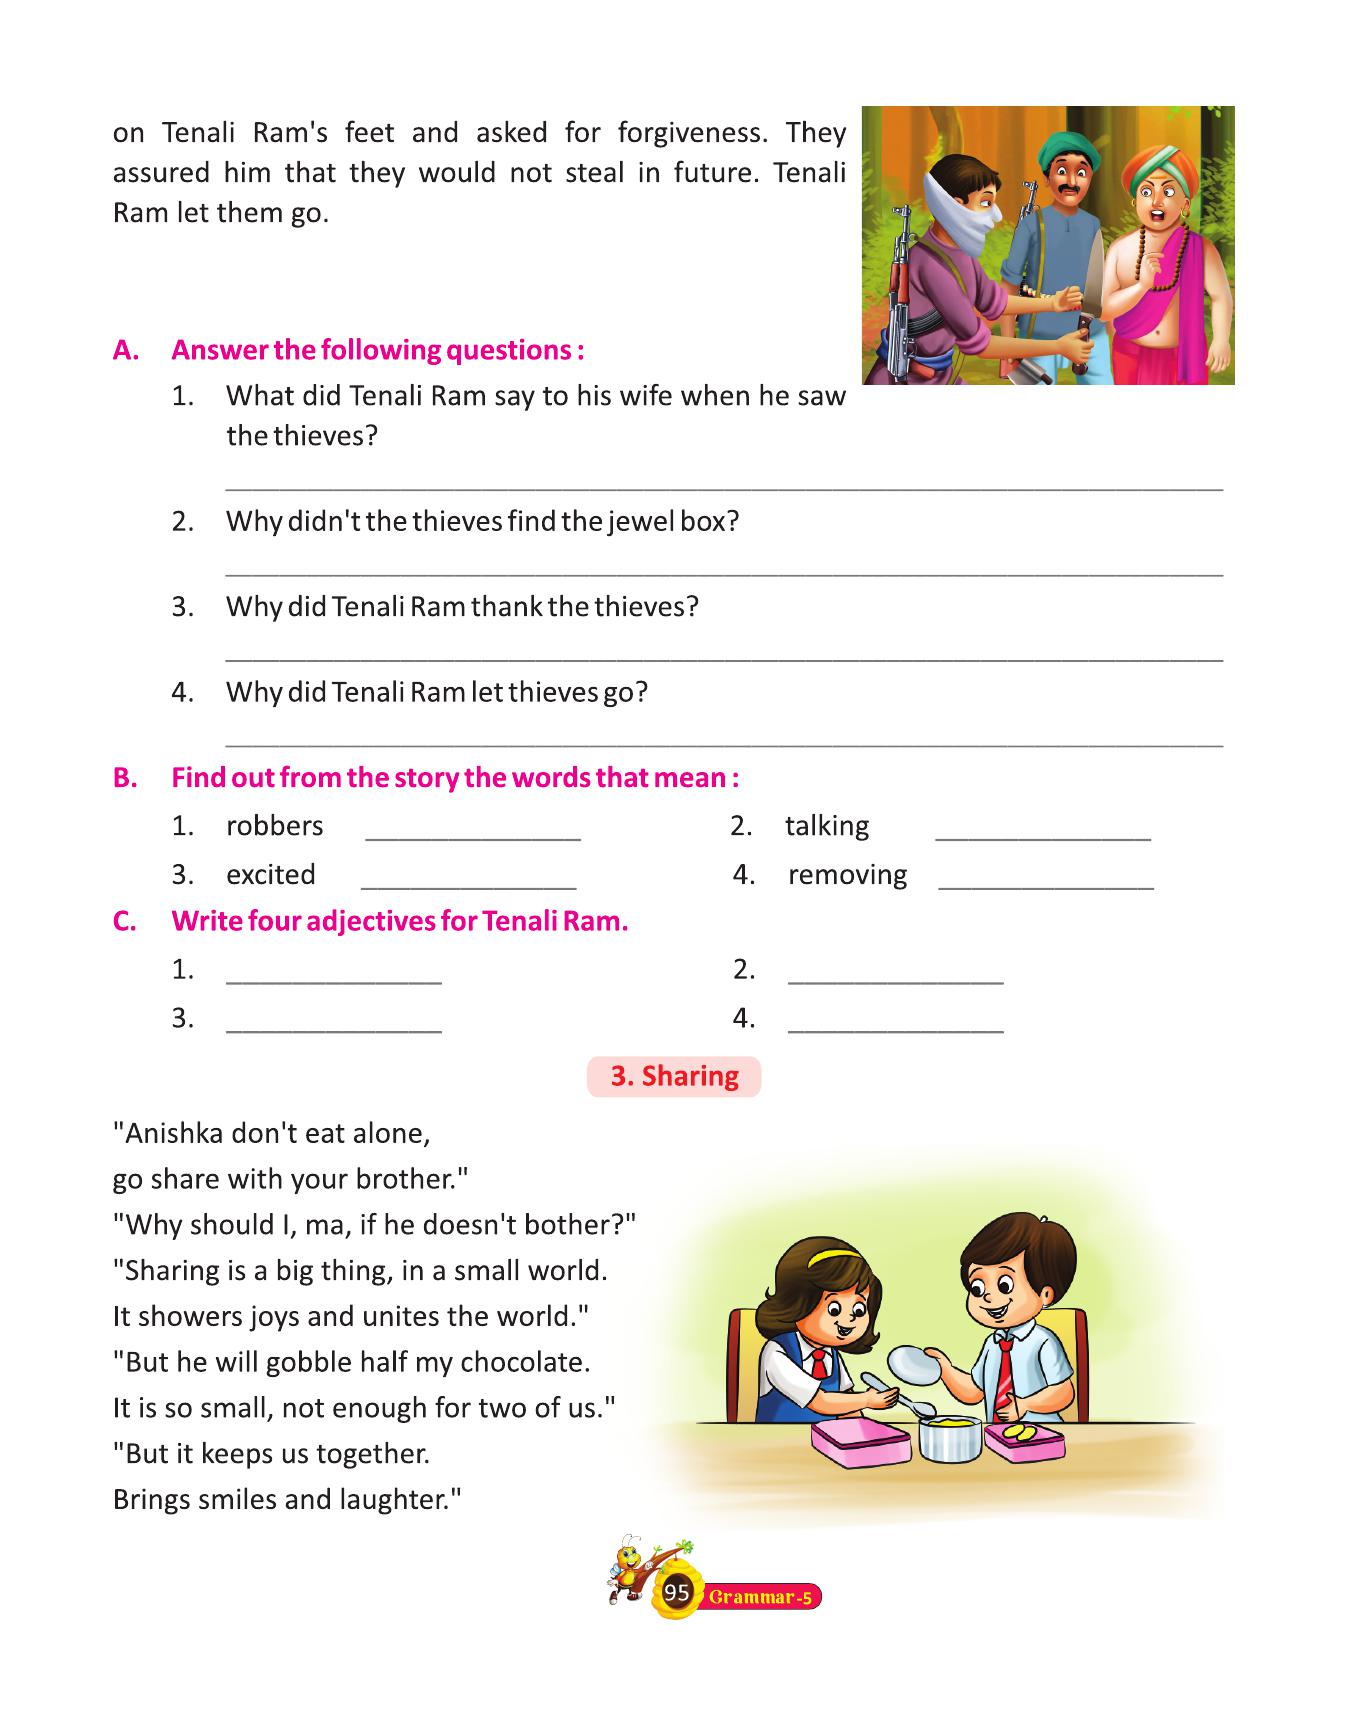 on Tenali Ram's feet and asked for forgiveness. They
assured him that they would not steal in future. Tenali
Ram let them go.
A. Answer the following questions :
1. What did Tenali Ram say to his wife when he saw
the thieves?
2. Why didn't the thieves find the jewel box?
3. Why did Tenali Ram thank the thieves?
4. Why did Tenali Ram let thieves go?
B. Find out from the story the words that mean :
1. robbers ______________ 2. talking ______________
3. excited ______________ 4. removing ______________
C. Write four adjectives for Tenali Ram.
1. ______________ 2. ______________
3. ______________ 4. ______________
3. Sharing
"Anishka don't eat alone,
go share with your brother."
"Why should I, ma, if he doesn't bother?"
"Sharing is a big thing, in a small world.
It showers joys and unites the world."
"But he will gobble half my chocolate.
It is so small, not enough for two of us."
"But it keeps us together.
Brings smiles and laughter."
95 Grammar-5